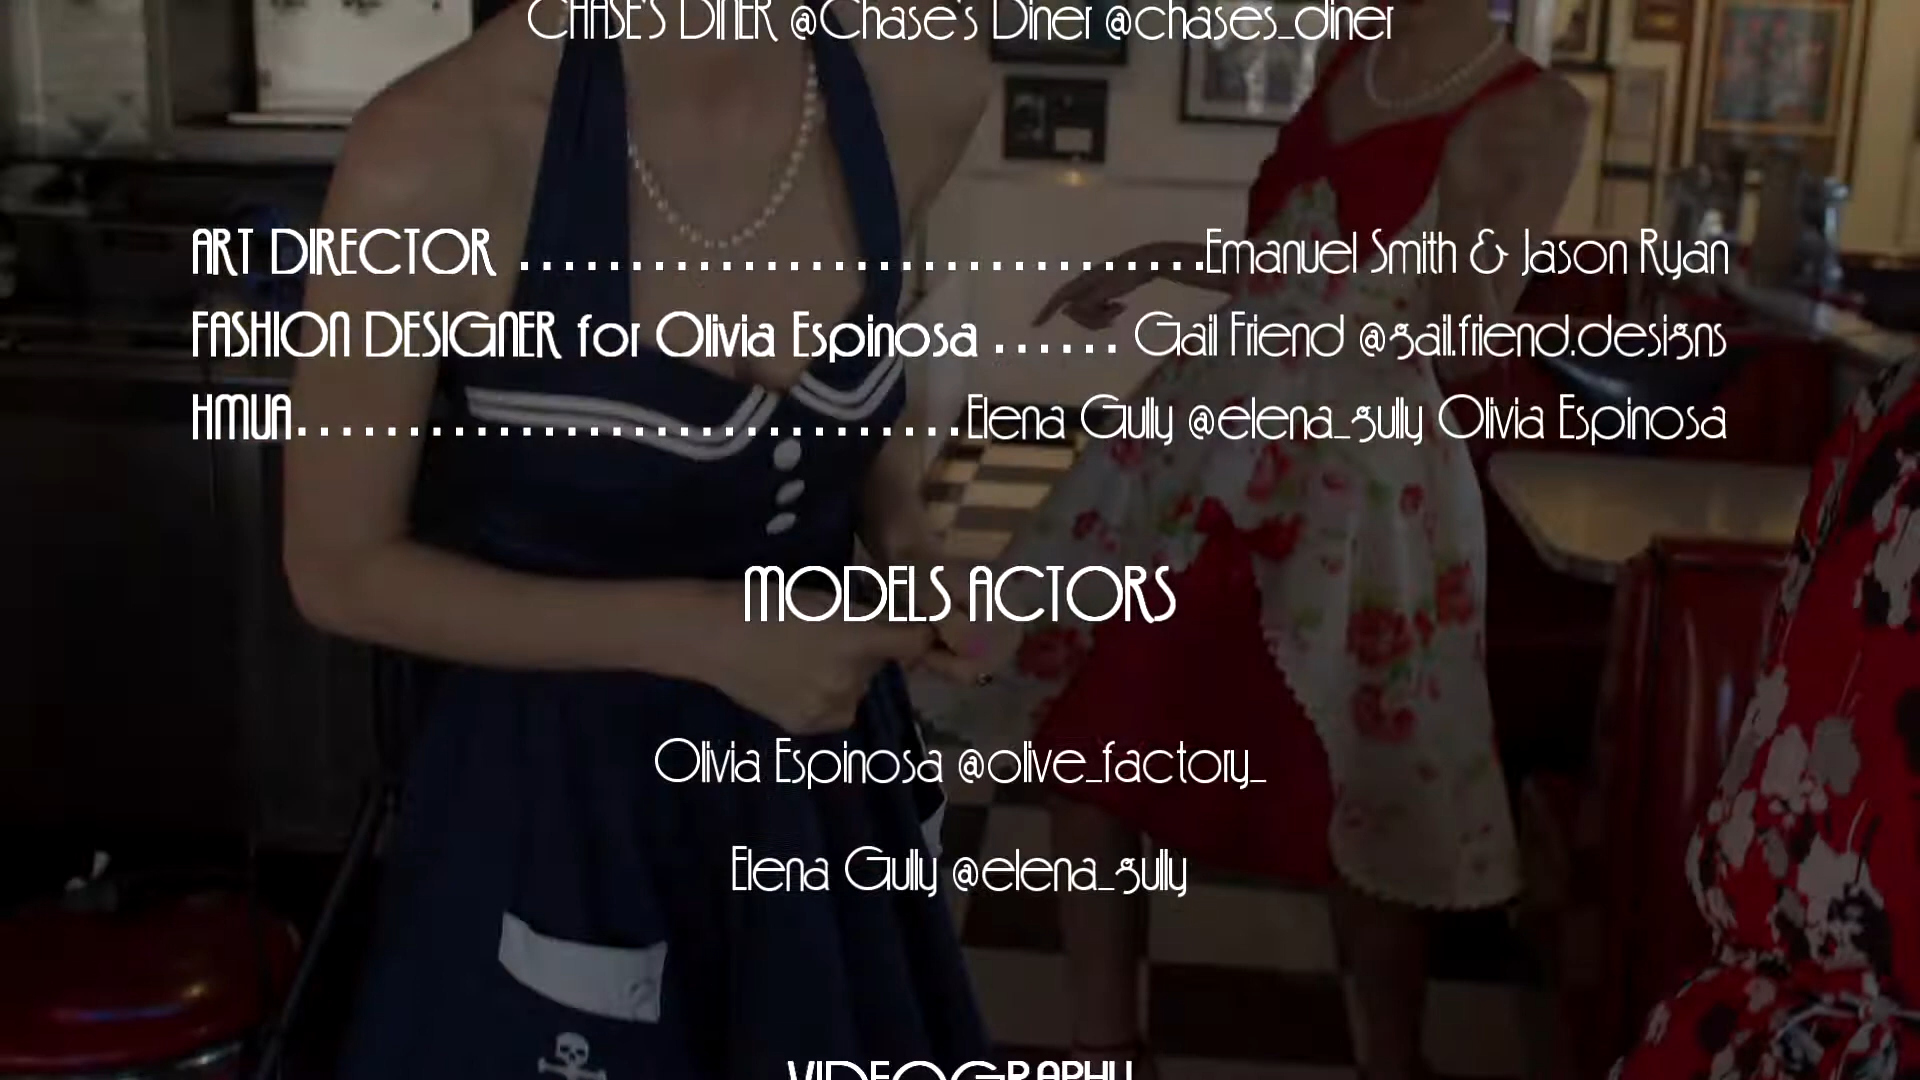 CHASE'S DINER @Chase's Diner @chases_diner
ART DIRECTOR ...............................Emanuel Smith & Jason Ryan
FASHION DESIGNER for Olivia Espinosa ...... Gail Friend @gail.friend.designs
HMUA..............................Elena Gully @elena_gully Olivia Espinosa
MODELS ACTORS
Olivia Espinosa @olive_factory_
Elena Gully @elena_gully
VIDEOGRAPHY